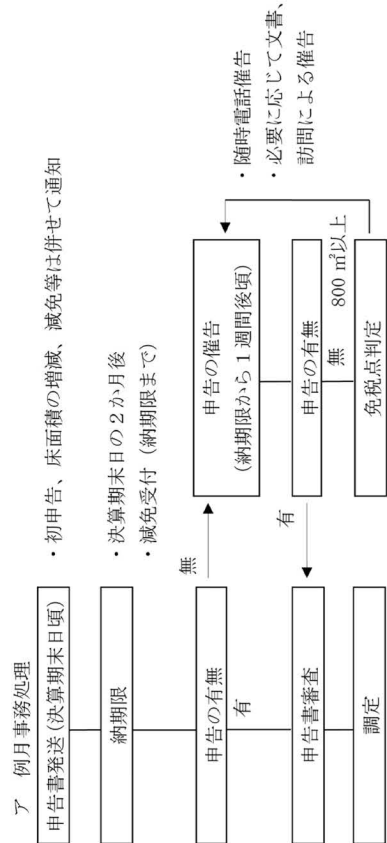 ア 例月事務処理
申告書発送(決算期末日頃)
・初申告、床面積の増減、減免等は併せて通知
納期限
・決算期末日の2か月後
・減免受付(納期限まで)
申告の有無
無
有
申告の催告
(納期限から1週間後頃)
・随時電話催告
・必要に応じて文書、
訪問による催告
申告書審査
有
申告の有無
無
800 ㎡以上
調定
免税点判定